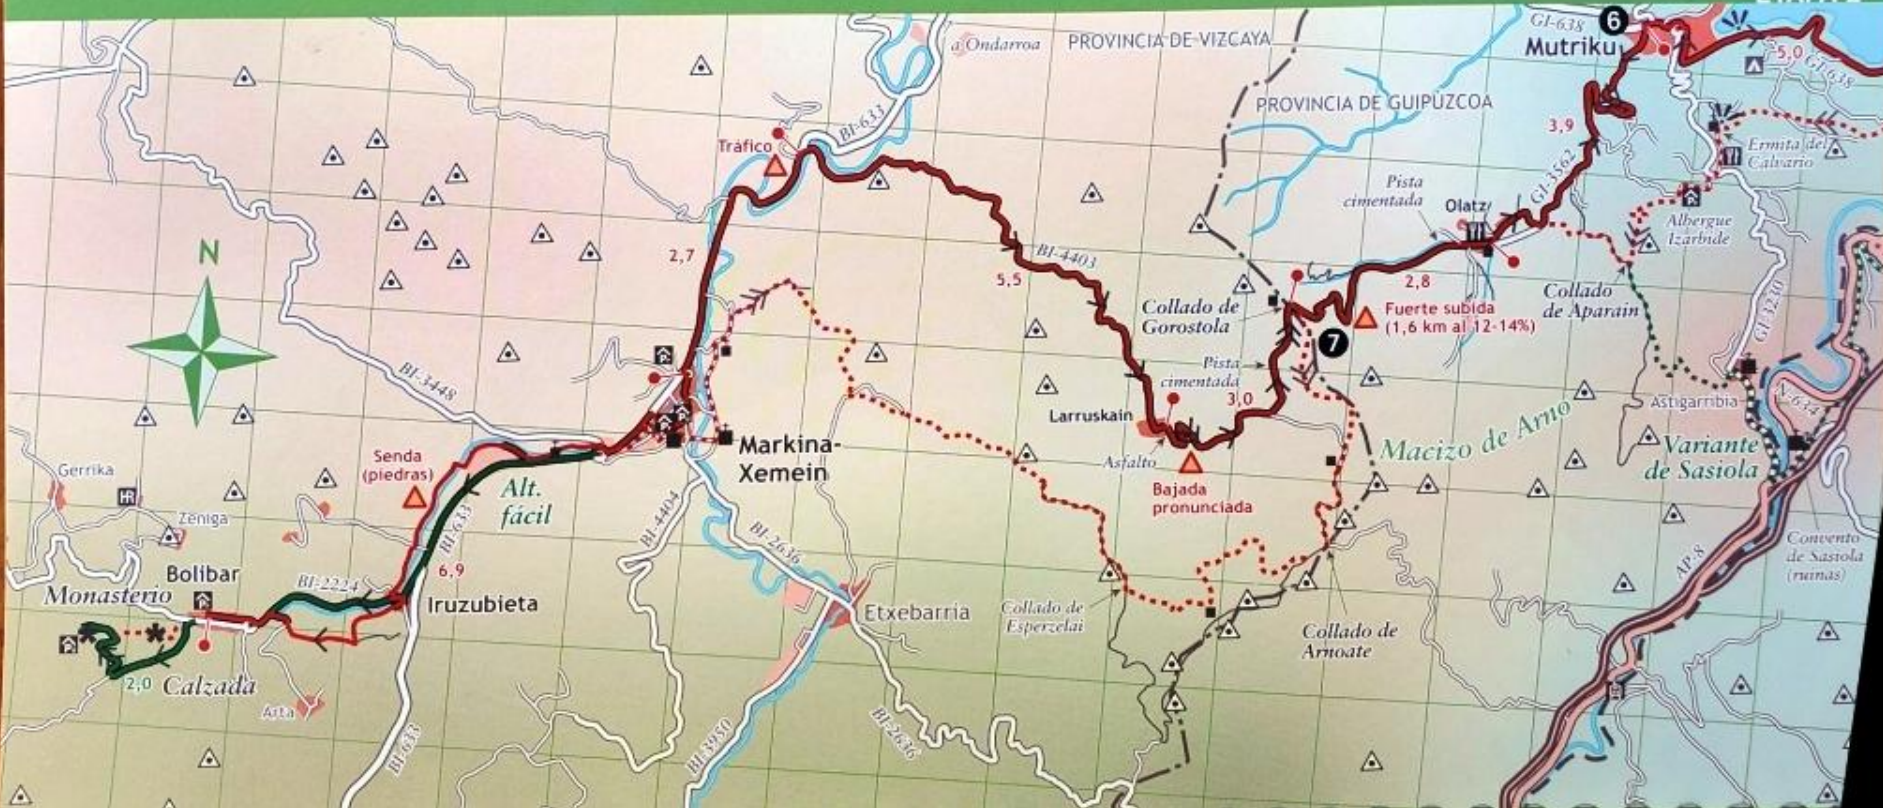 GI-638
6
Mutriku
a Ondarroa
PROVINCIA DE VIZCAYA
5,0
GI-638
PROVINCIA DE GUIPÚZCOA
BI-633
Tráfico
3,9
Ermita del
Calvario
GI-3562
Pista
cimentada
Olatz
Albergue
Izarbide
N
2,7
BI-4403
5,5
2,8
Collado de
Gorostola
Collado
de Aparain
Fuerte subida
(1,6 km al 12-14%)
GI-3230
7
BI-3448
Pista
cimentada
3,0
Larruskain
Astigarribia
N-634
Macizo de Arno
Markina-
Xemein
Asfalto
Variante
de Sasiola
Senda
(piedras)
Alt.
fácil
Bajada
pronunciada
Gerrika
Zeniga
BI-633
BI-4404
BI-2636
Convento
de Sasiola
(ruinas)
AP-8
6,9
Bolibar
BI-2224
Monasterio
Iruzubieta
Etxebarria
Collado de
Esperzelai
Collado de
Arnoate
2,0
Calzada
Arta
BI-633
BI-3950
BI-2636